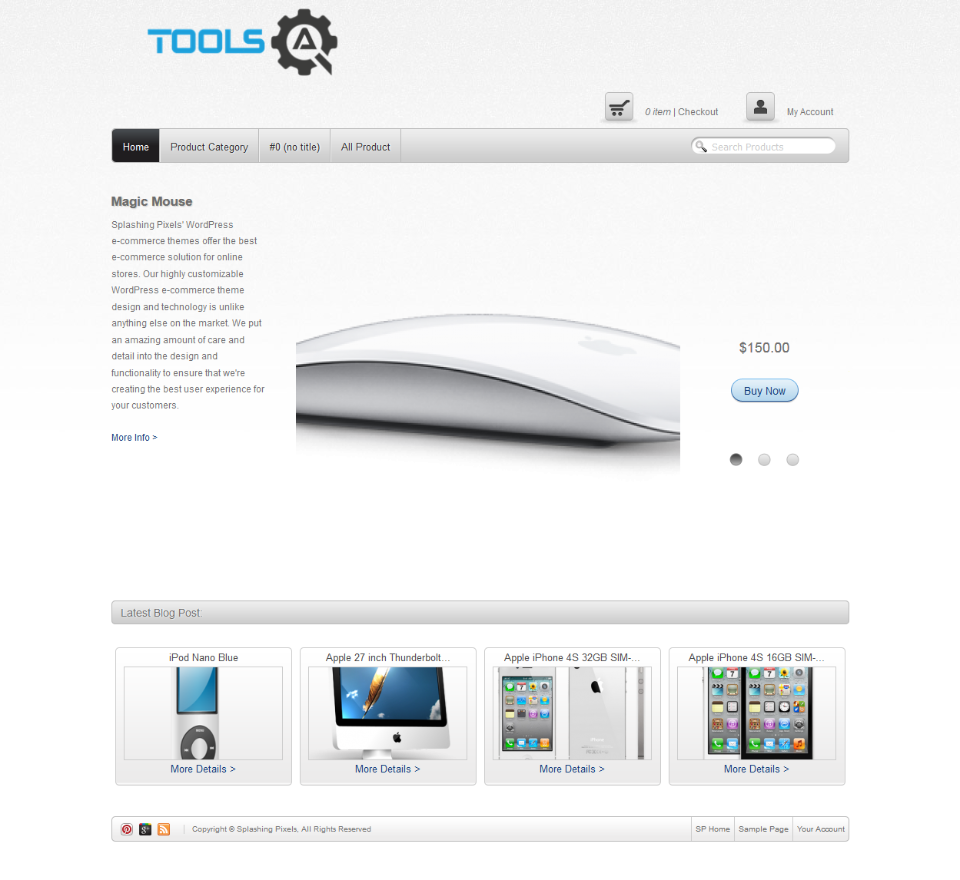 TOOLS QA
0 item | Checkout
My Account
Home
Product Category
#0 (no title)
All Product
Search Products
Magic Mouse
Splashing Pixels' WordPress
e-commerce themes offer the best
e-commerce solution for online
stores. Our highly customizable
WordPress e-commerce theme
design and technology is unlike
anything else on the market. We put
an amazing amount of care and
detail into the design and
functionality to ensure that we're
creating the best user experience for
your customers.
More Info >
$150.00
Buy Now
Latest Blog Post
iPod Nano Blue
Apple 27 inch Thunderbolt...
Apple iPhone 4S 32GB SIM-...
Apple iPhone 4S 16GB SIM-...
More Details >
More Details >
More Details >
More Details >
Copyright © Splashing Pixels. All Rights Reserved
SP Home
Sample Page
Your Account